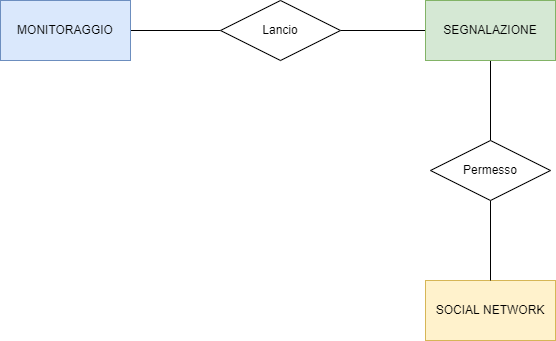 MONITORAGGIO
Lancio
SEGNALAZIONE
Permesso
SOCIAL NETWORK